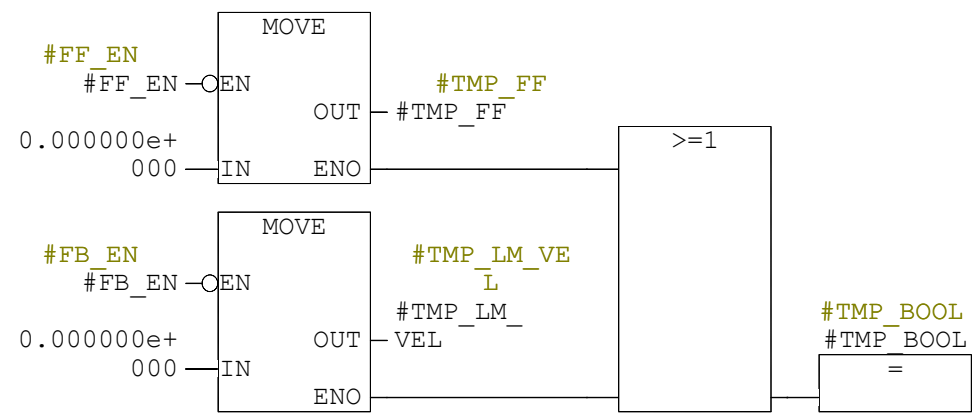 MOVE
#FF_EN
#FF_EN EN
#TMP_FF
OUT #TMP_FF
0.000000e+
000 IN ENO
>=1
MOVE
#FB_EN
#FB_EN EN
#TMP_LM_VE
L
#TMP_LM_
OUT VEL
0.000000e+
000 IN
ENO
#TMP_BOOL
#TMP_BOOL
=